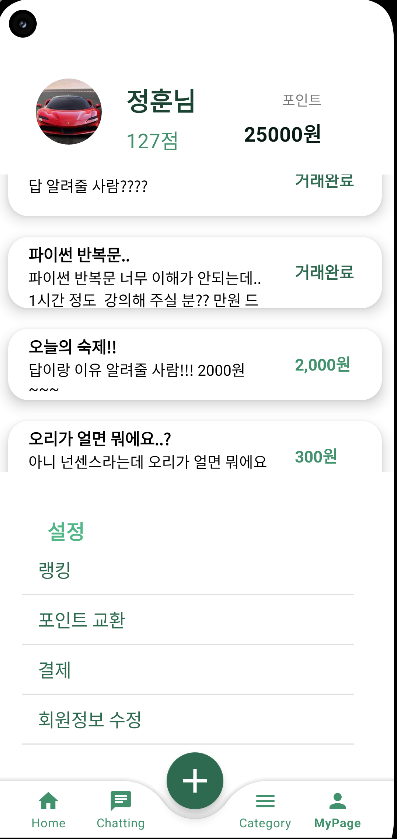 정훈님
포인트
127점
25000원
답 알려줄 사람????
거래완료
파이썬 반복문..
파이썬 반복문 너무 이해가 안되는데..
1시간 정도 강의해 주실 분?? 만원 드
거래완료
오늘의 숙제!!
답이랑 이유 알려줄 사람!!! 2000원
~~~
2,000원
오리가 얼면 뭐에요..?
아니 넌센스라는데 오리가 얼면 뭐에요
300원
설정
랭킹
포인트 교환
결제
회원정보 수정
Home
Chatting
Category
MyPage